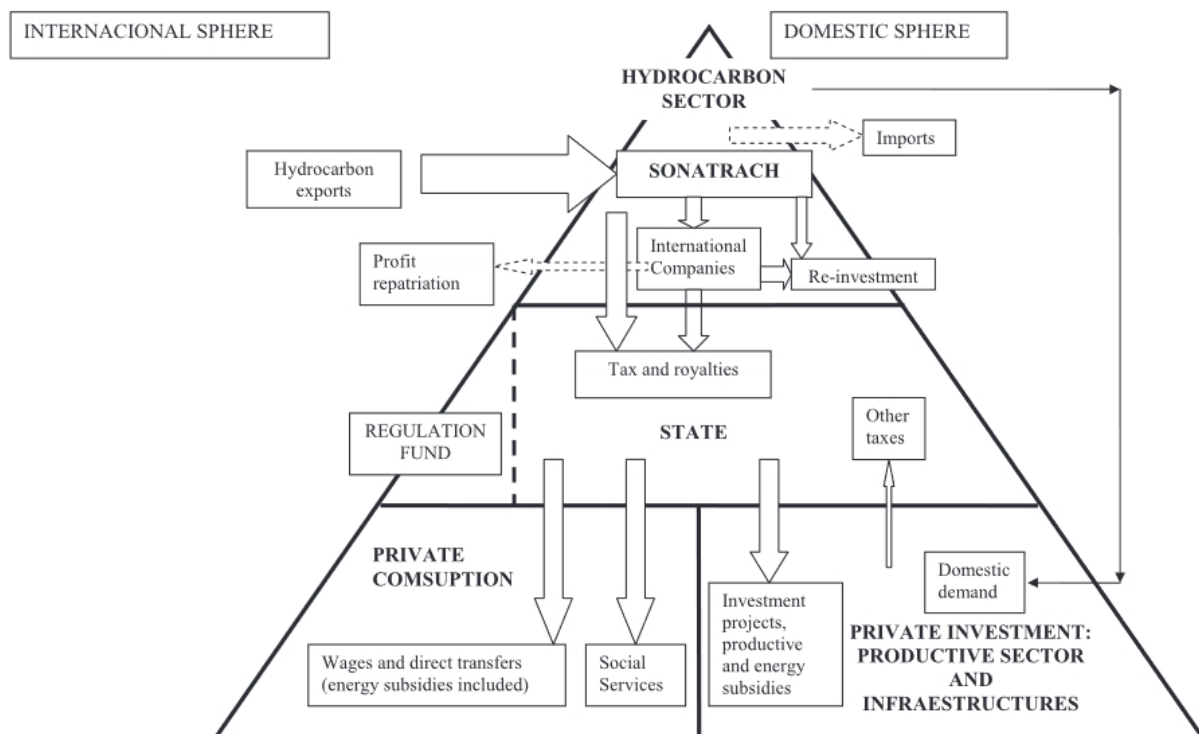 INTERNACIONAL SPHERE
DOMESTIC SPHERE
HYDROCARBON
SECTOR
Imports
Hydrocarbon
exports
SONATRACH
Profit
repatriation
International
Companies
Re-investment
Tax and royalties
REGULATION
FUND
STATE
Other
taxes
PRIVATE
COMSUPTION
Domestic
demand
Investment
projects,
productive
and energy
subsidies
PRIVATE INVESTMENT:
PRODUCTIVE SECTOR
AND
INFRAESTRUCTURES
Wages and direct transfers
(energy subsidies included)
Social
Services